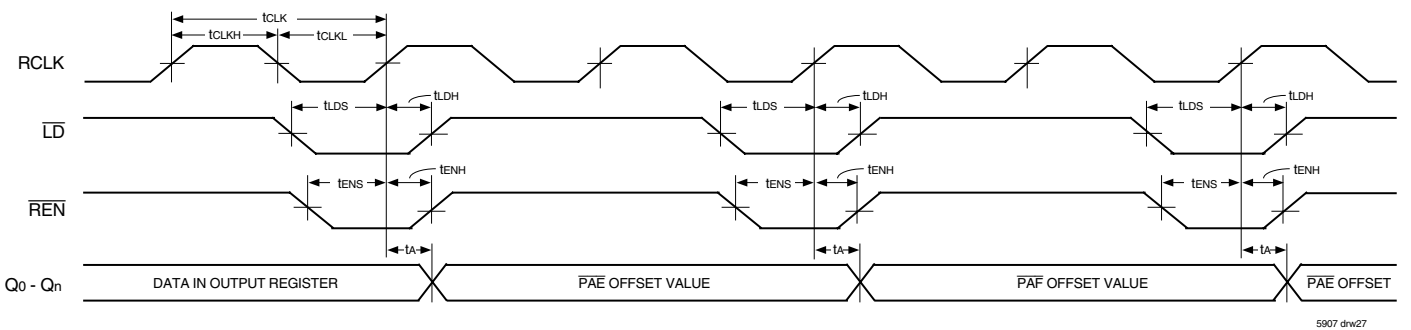 tCLK
tCLKH tCLKL
RCLK
tLDS tLDH tLDS tLDH tLDS tLDH
LD
tENS tENH tENS tENH tENS tENH
REN
tA tA tA
Q0 - Qn DATA IN OUTPUT REGISTER PAE OFFSET VALUE PAF OFFSET VALUE PAE OFFSET
5907 drw27